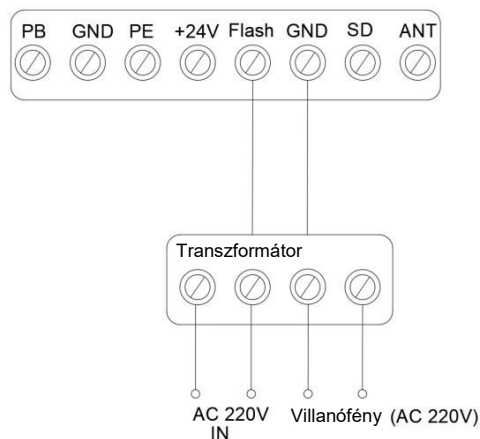 PB GND PE +24V Flash GND SD ANT
Transzformátor
AC 220V
IN
Villanófény (AC 220V)